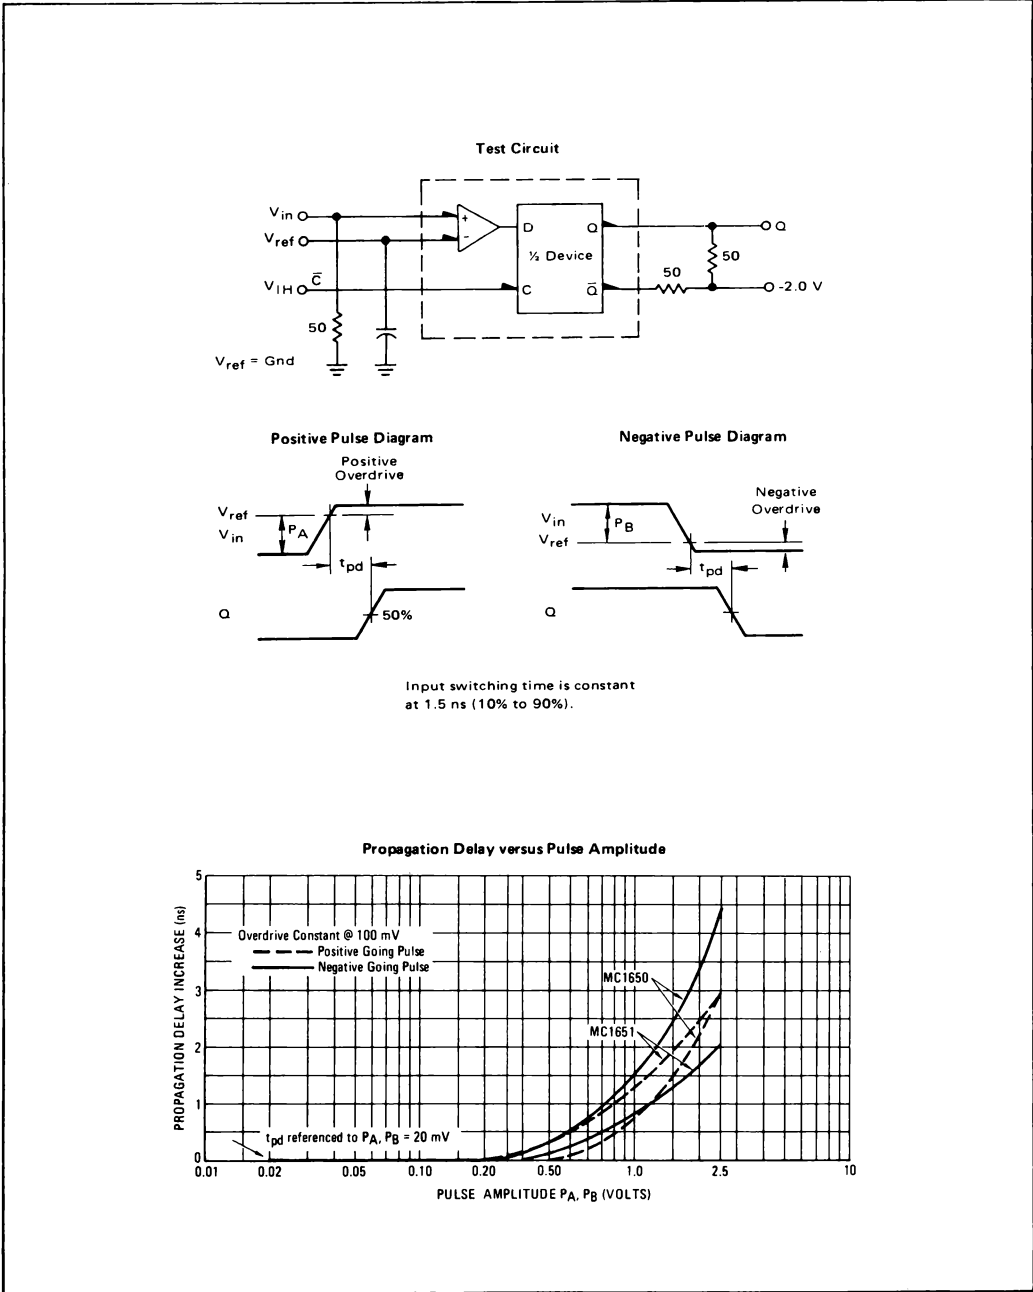 Test Circuit
Vin
Vref
VIH
C̅
+
-
D
Q
½ Device
C
Q̅
50
50
50
Q
-2.0 V
Vref = Gnd
Positive Pulse Diagram
Positive
Overdrive
Vref
Vin
PA
tpd
Q
50%
Negative Pulse Diagram
Negative
Overdrive
Vin
Vref
PB
tpd
Q
Input switching time is constant
at 1.5 ns (10% to 90%).
Propagation Delay versus Pulse Amplitude
PROPAGATION DELAY INCREASE (ns)
5
4
3
2
1
0
Overdrive Constant @ 100 mV
Positive Going Pulse
Negative Going Pulse
MC1650
MC1651
tpd referenced to PA, PB = 20 mV
0.01 0.02 0.05 0.10 0.20 0.50 1.0 2.5 10
PULSE AMPLITUDE PA, PB (VOLTS)